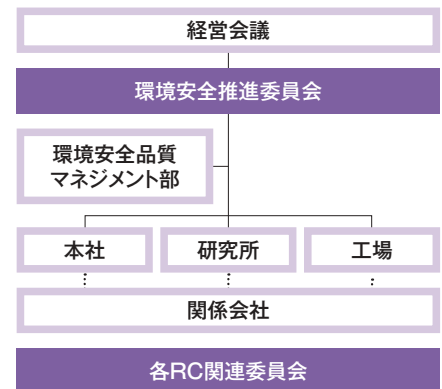 経営会議
環境安全推進委員会
環境安全品質
マネジメント部
本社
研究所
工場
関係会社
各RC関連委員会